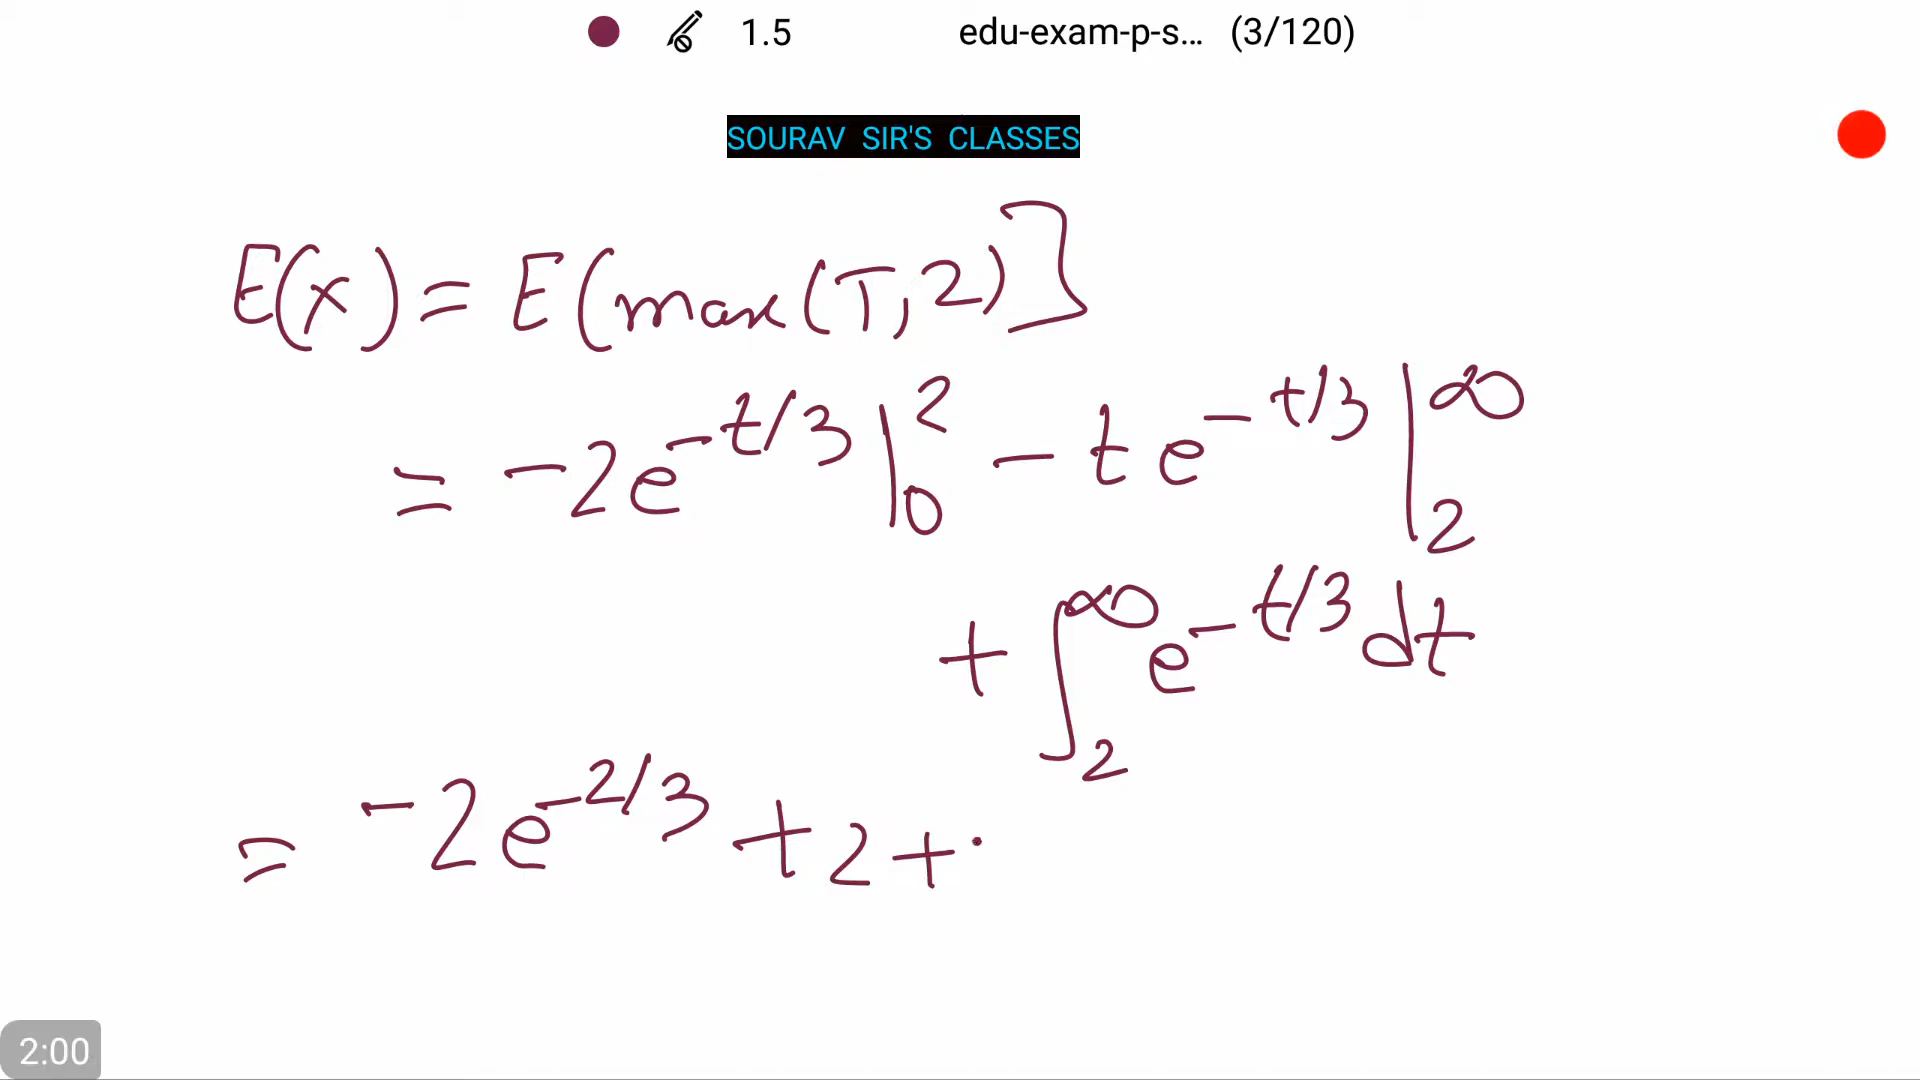 1.5 edu-exam-p-s... (3/120)
SOURAV SIR'S CLASSES
E(x) = E(max(T,2)]
= -2e^{-t/3} |_0^2 - te^{-t/3} |_2^∞
+ ∫_2^∞ e^{-t/3} dt
= -2e^{-2/3} + 2 + ·
2:00